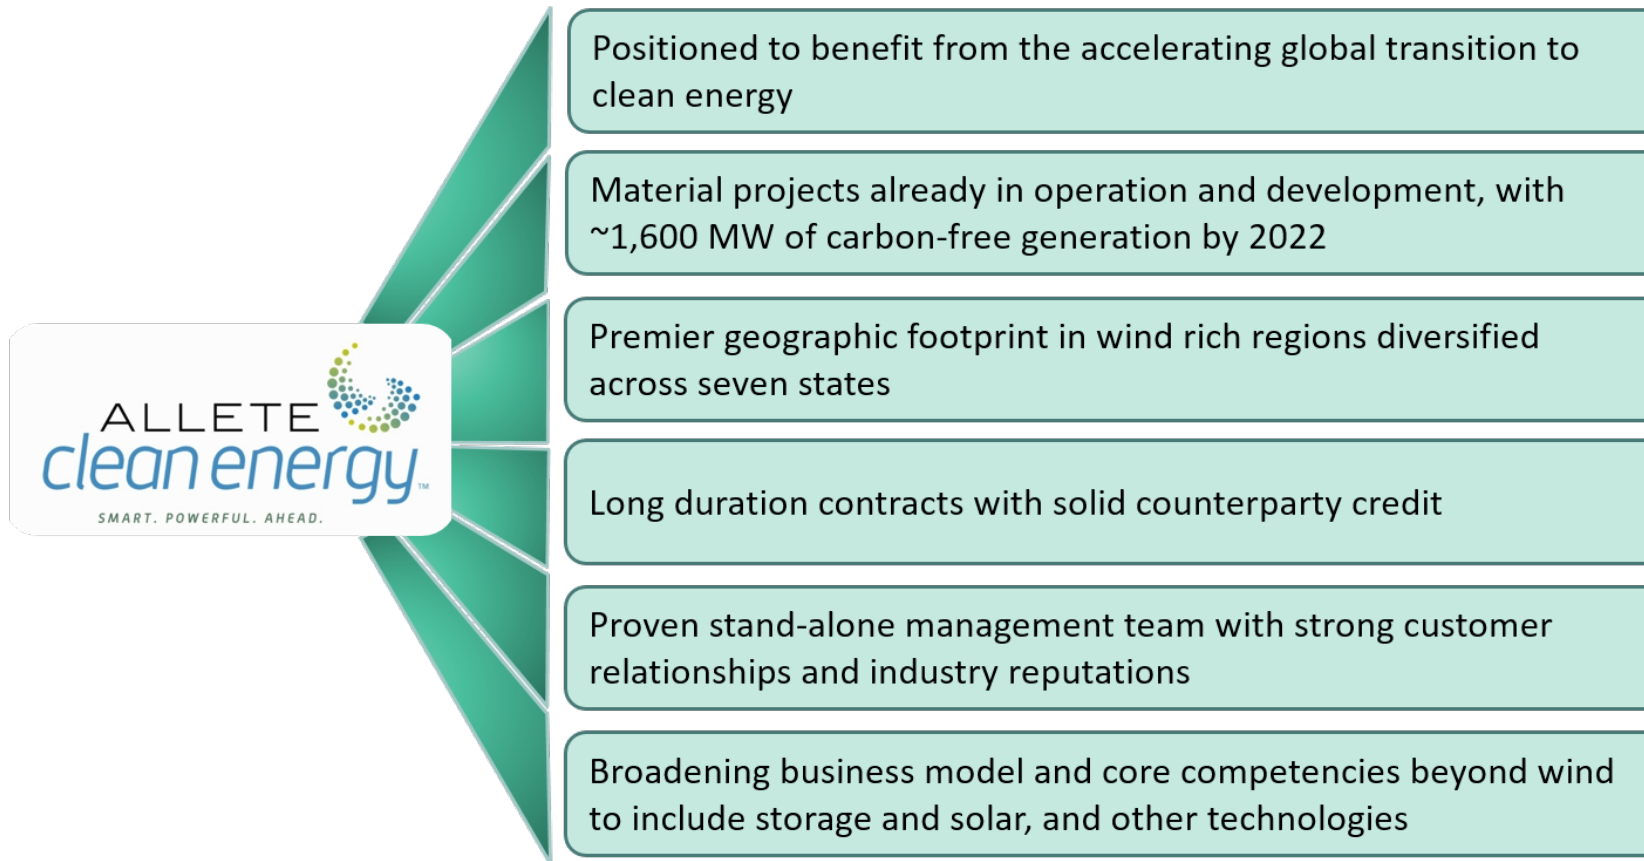 Positioned to benefit from the accelerating global transition to
clean energy
Material projects already in operation and development, with
~1,600 MW of carbon-free generation by 2022
Premier geographic footprint in wind rich regions diversified
across seven states
ALLETE
clean energy™
SMART. POWERFUL. AHEAD.
Long duration contracts with solid counterparty credit
Proven stand-alone management team with strong customer
relationships and industry reputations
Broadening business model and core competencies beyond wind
to include storage and solar, and other technologies